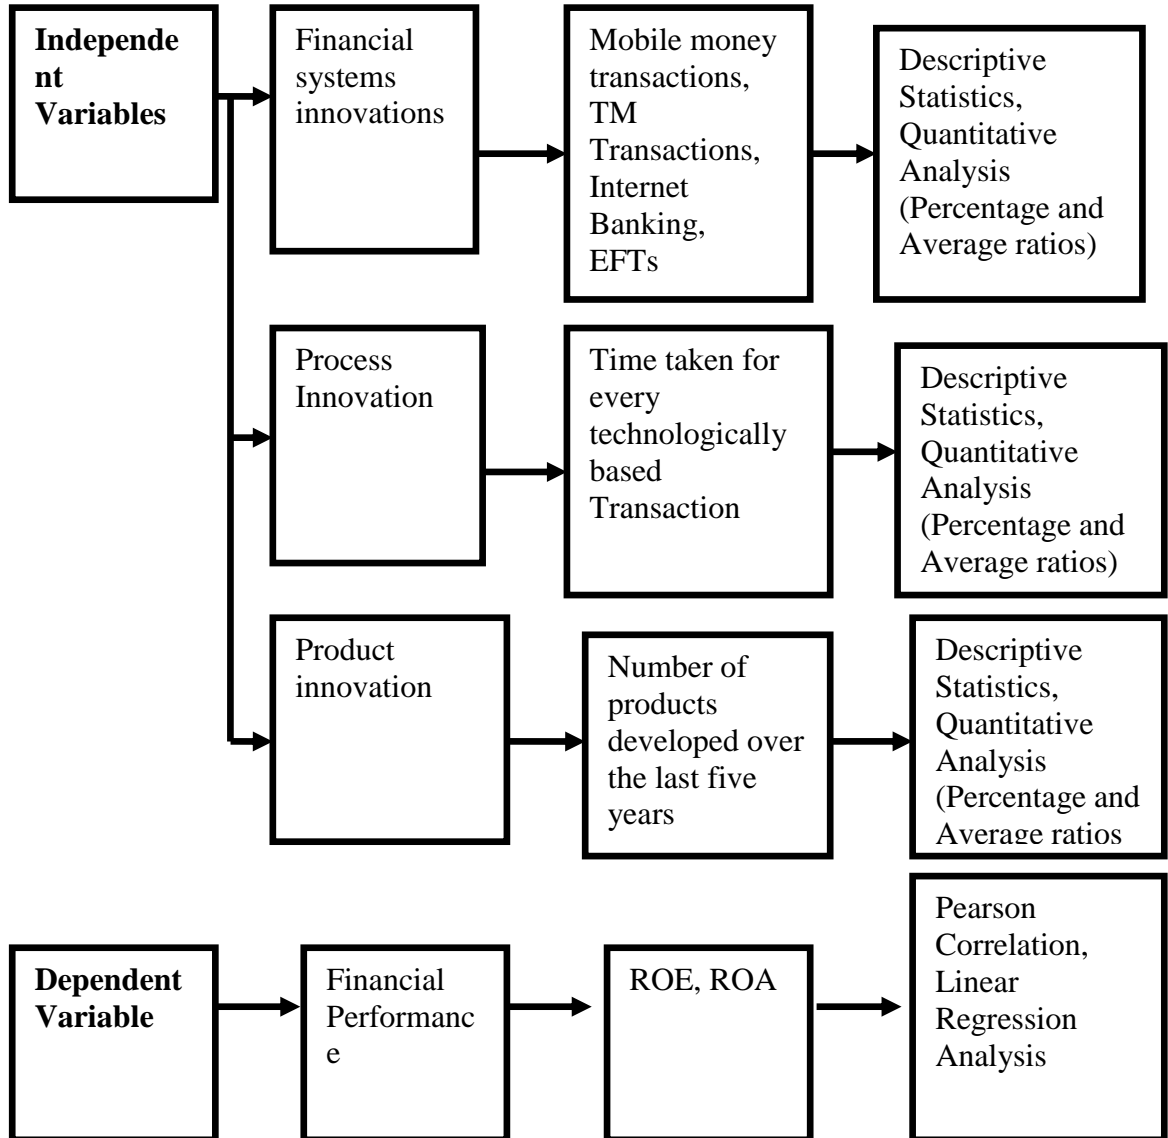 Independe
nt
Variables
Financial
systems
innovations
Mobile money
transactions,
TM
Transactions,
Internet
Banking,
EFTs
Descriptive
Statistics,
Quantitative
Analysis
(Percentage and
Average ratios)
Process
Innovation
Time taken for
every
technologically
based
Transaction
Descriptive
Statistics,
Quantitative
Analysis
(Percentage and
Average ratios)
Product
innovation
Number of
products
developed over
the last five
years
Descriptive
Statistics,
Quantitative
Analysis
(Percentage and
Average ratios
Dependent
Variable
Financial
Performanc
e
ROE, ROA
Pearson
Correlation,
Linear
Regression
Analysis